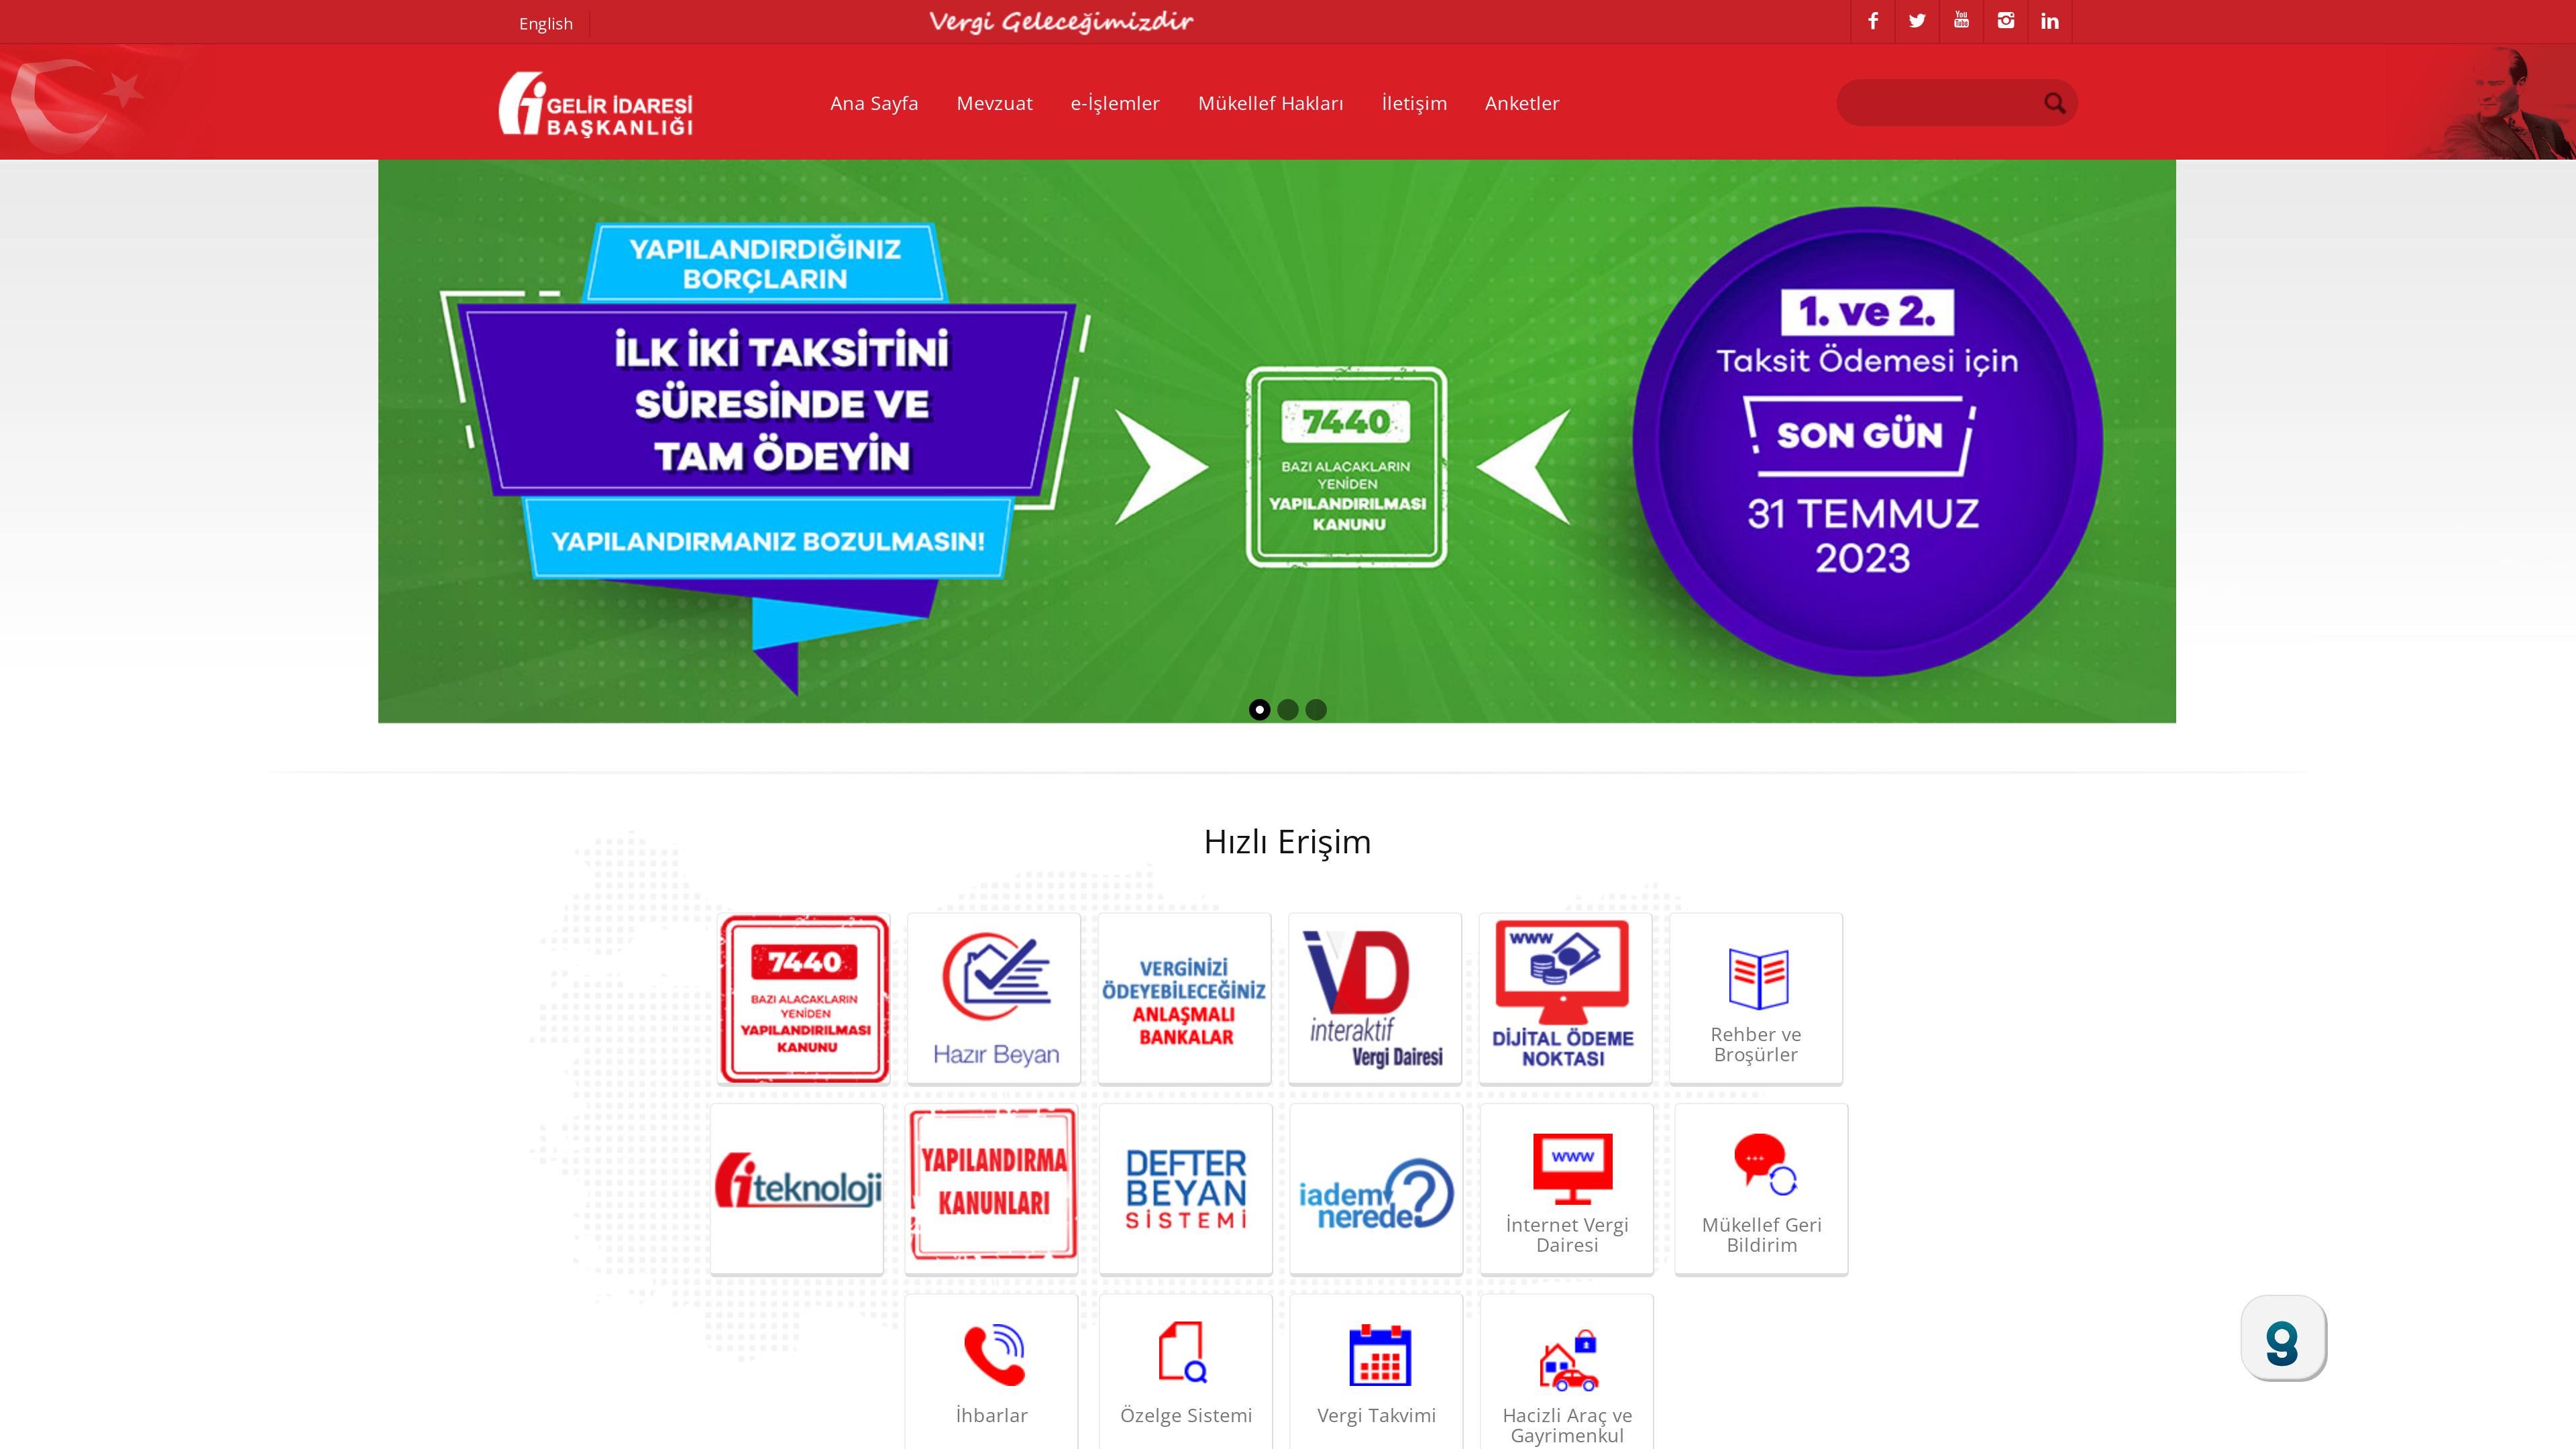 English
Vergi Geleceğimizdir
GELİR İDARESİ
BAŞKANLIĞI
Ana Sayfa
Mevzuat
e-İşlemler
Mükellef Hakları
İletişim
Anketler
YAPILANDIRDIĞINIZ
BORÇLARIN
İLK İKİ TAKSİTİNİ
SÜRESİNDE VE
TAM ÖDEYİN
YAPILANDIRMANIZ BOZULMASIN!
7440
BAZI ALACAKLARIN
YENİDEN
YAPILANDIRILMASI
KANUNU
1. ve 2.
Taksit Ödemesi için
SON GÜN
31 TEMMUZ
2023
Hızlı Erişim
7440
BAZI ALACAKLARIN
YENİDEN
YAPILANDIRILMASI
KANUNU
Hazır Beyan
VERGİNİZİ
ÖDEYEBİLECEĞİNİZ
ANLAŞMALI
BANKALAR
iVD
interaktif
Vergi Dairesi
www
DİJİTAL ÖDEME
NOKTASI
Rehber ve
Broşürler
teknoloji
YAPILANDIRMA
KANUNLARI
DEFTER
BEYAN
SİSTEMİ
iadem
nerede?
www
İnternet Vergi
Dairesi
Mükellef Geri
Bildirim
İhbarlar
Özelge Sistemi
Vergi Takvimi
Hacizli Araç ve
Gayrimenkul